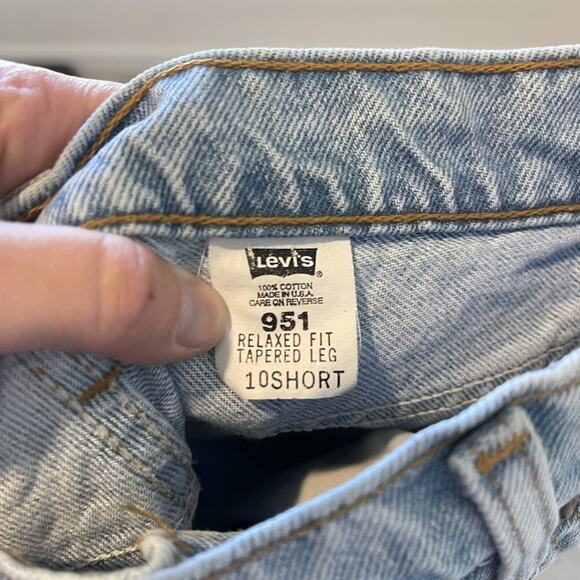 Levi's ®
100% COTTON
MADE IN U.S.A.
CARE ON REVERSE
951
RELAXED FIT
TAPERED LEG
10SHORT